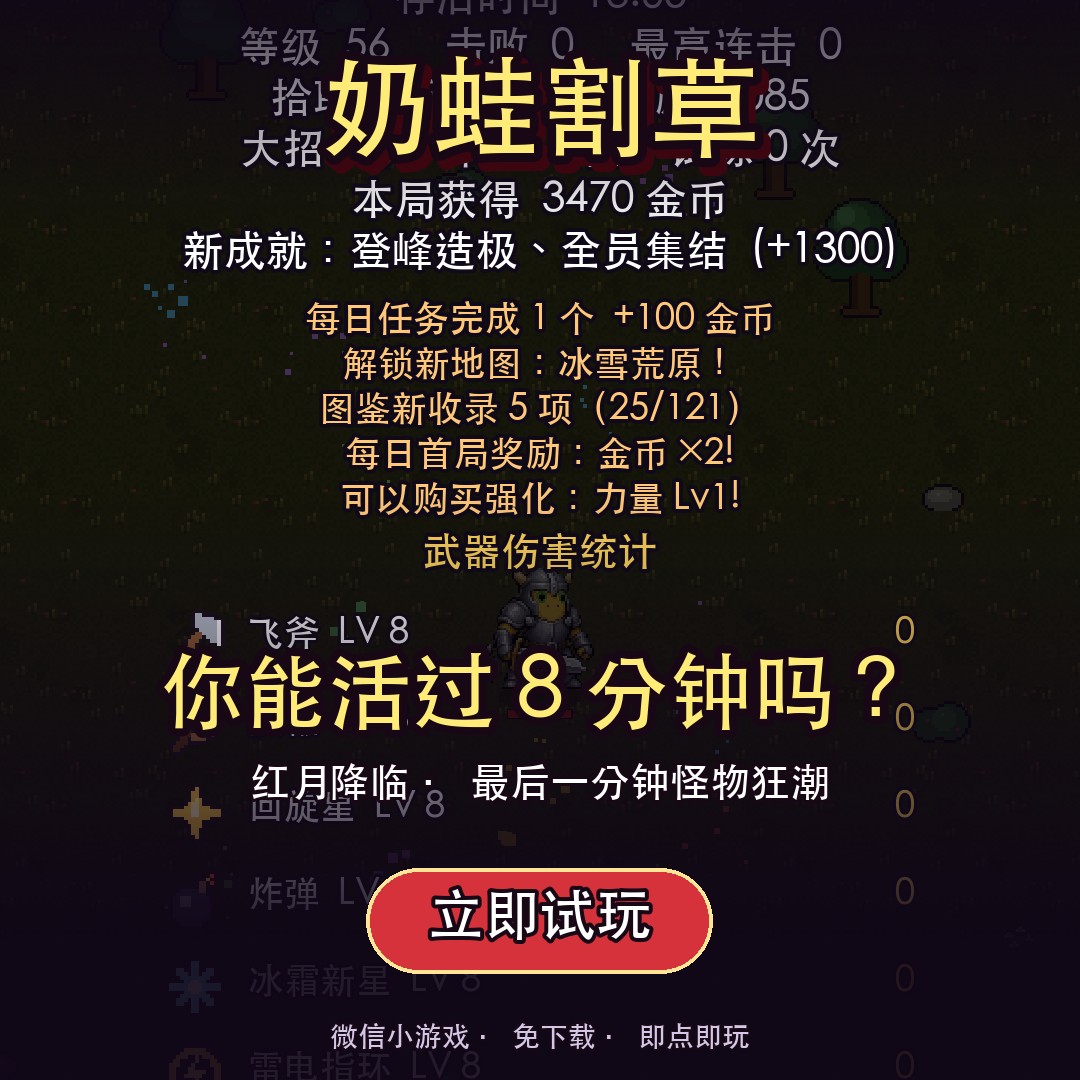 等级 56 击败 0 最高连击 0
奶蛙割草
大招 0 次
本局获得 3470 金币
新成就：登峰造极、全员集结 (+1300)
每日任务完成 1 个 +100 金币
解锁新地图：冰雪荒原！
图鉴新收录 5 项 (25/121)
每日首局奖励：金币 ×2!
可以购买强化：力量 Lv1!
武器伤害统计
飞斧 LV 8 0
你能活过 8 分钟吗？
0
红月降临· 最后一分钟怪物狂潮
回旋星 LV 8 0
炸弹 LV 0
立即试玩
冰霜新星 LV 8 0
微信小游戏· 免下载· 即点即玩
雷电指环 LV 8 0